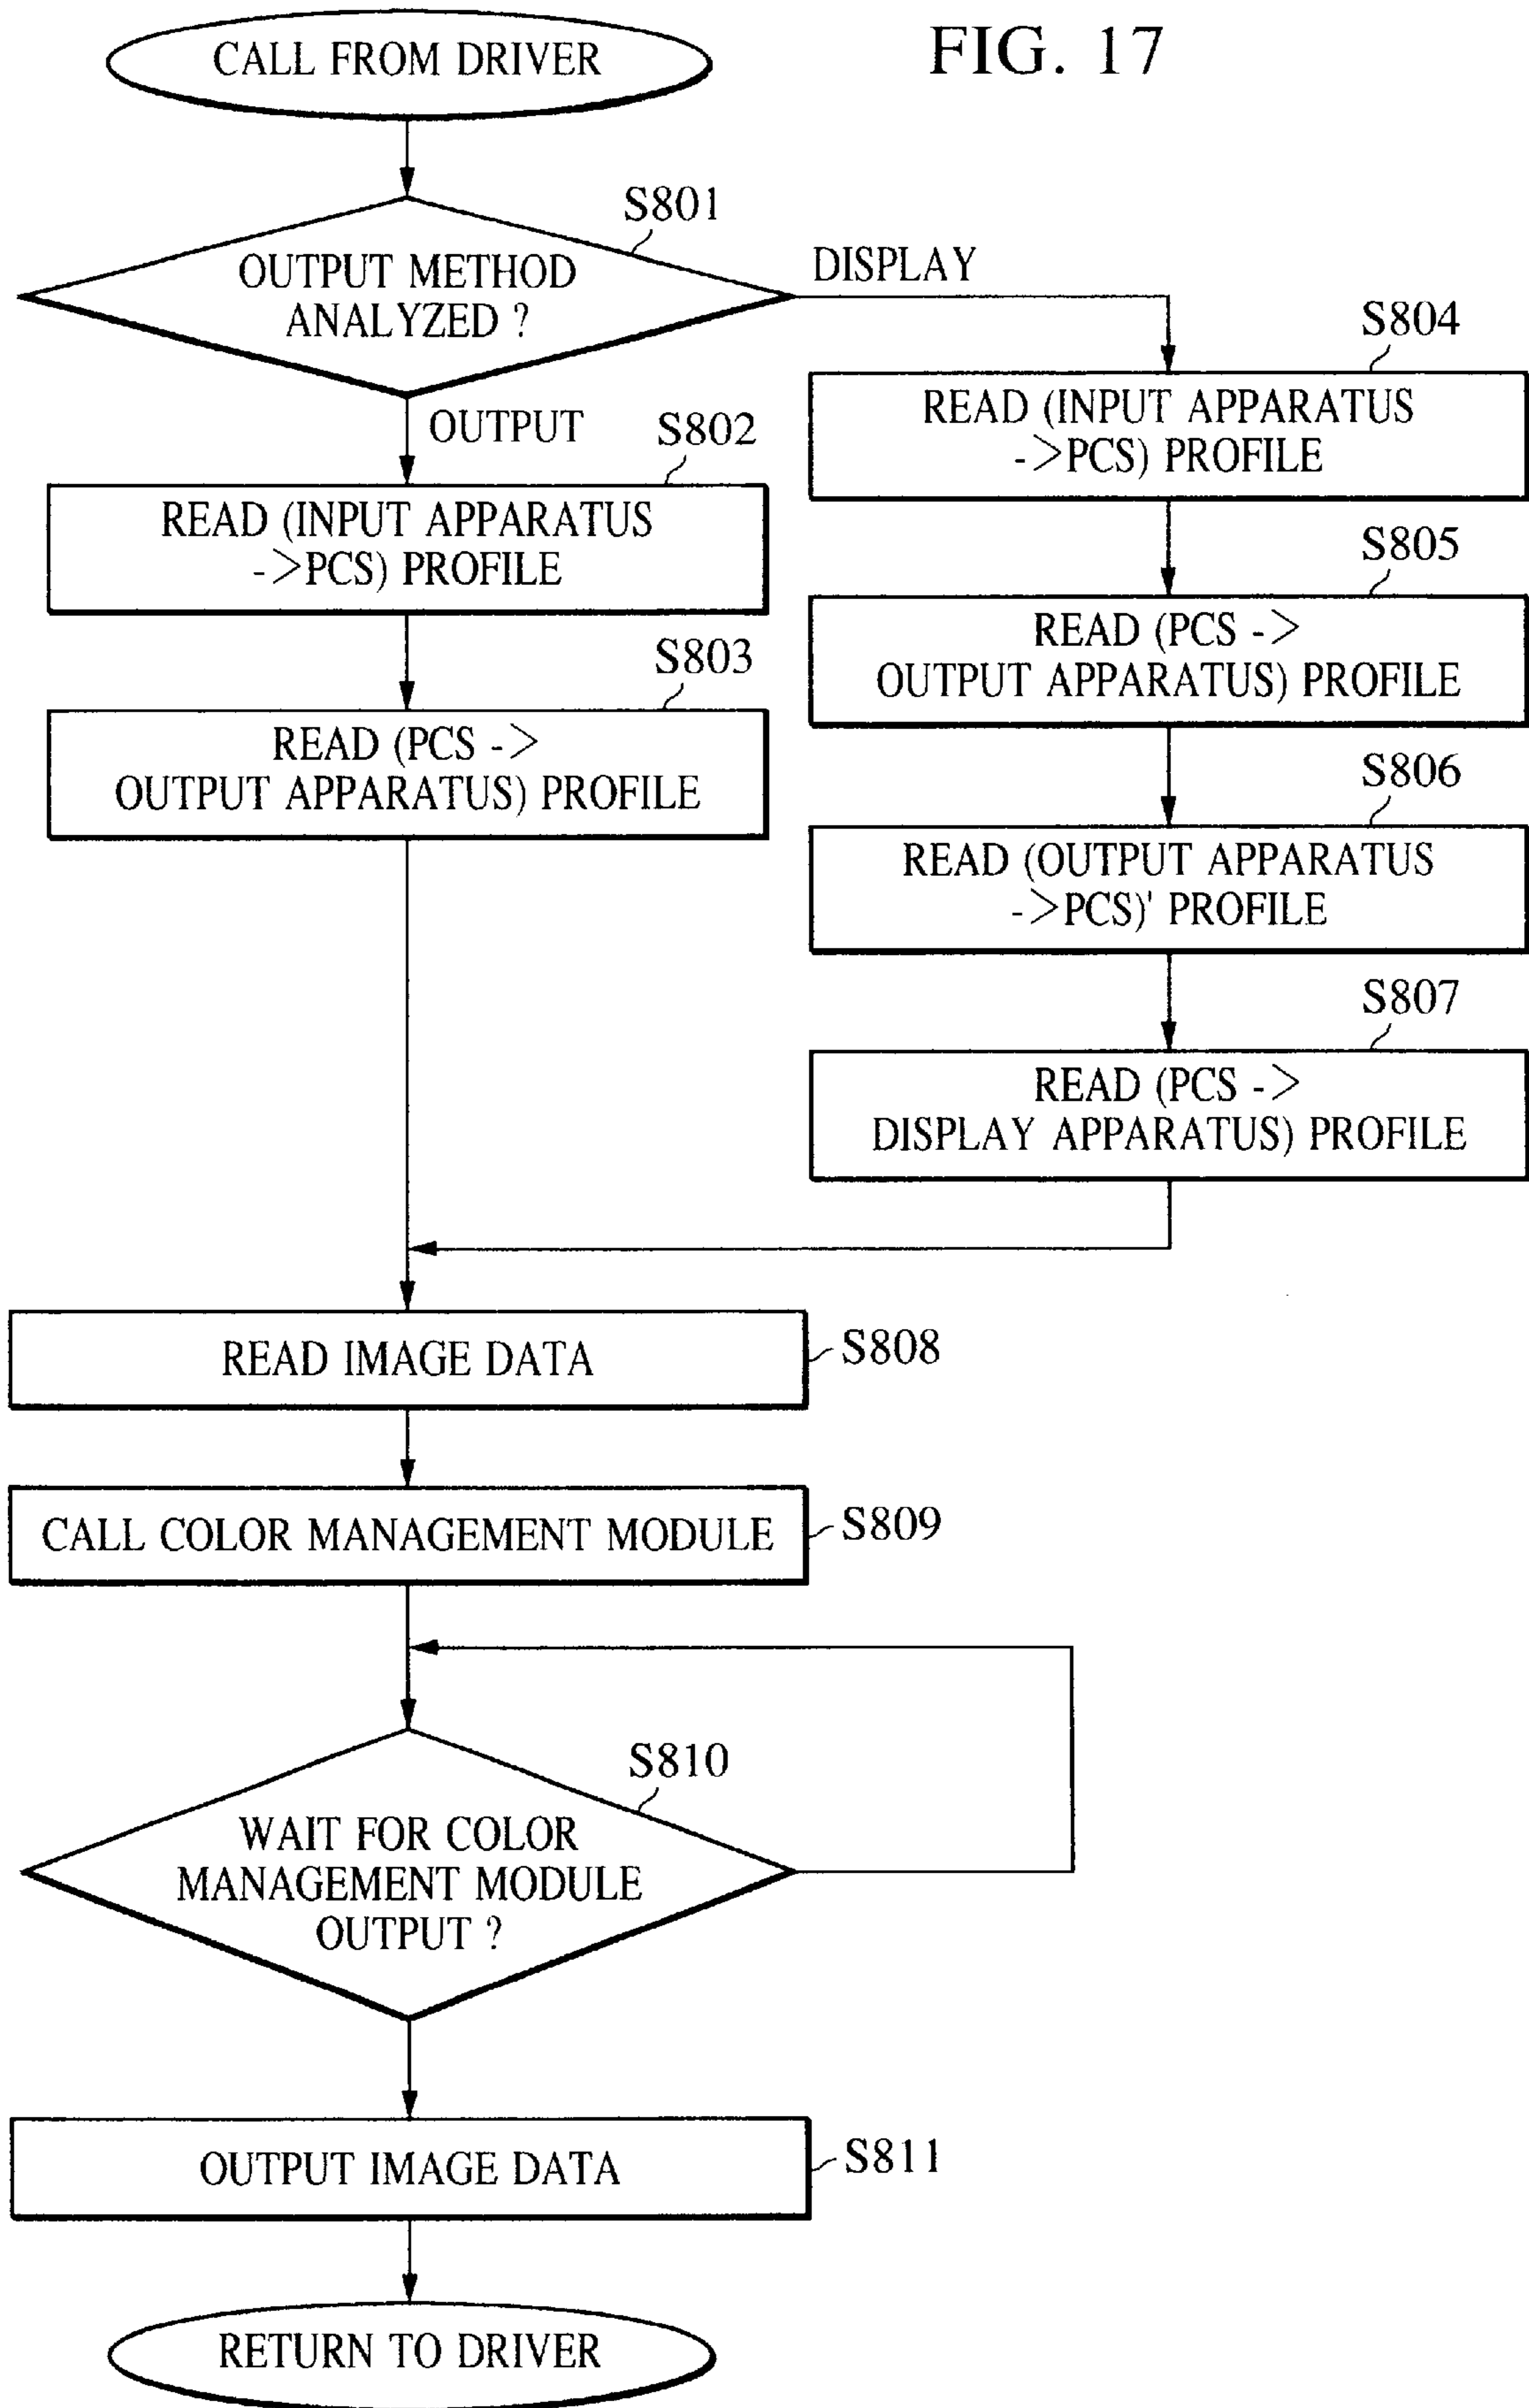 FIG. 17
CALL FROM DRIVER
S801
OUTPUT METHOD
ANALYZED ?
DISPLAY
OUTPUT
S802
READ (INPUT APPARATUS
->PCS) PROFILE
S803
READ (PCS ->
OUTPUT APPARATUS) PROFILE
S804
READ (INPUT APPARATUS
->PCS) PROFILE
S805
READ (PCS ->
OUTPUT APPARATUS) PROFILE
S806
READ (OUTPUT APPARATUS
->PCS)' PROFILE
S807
READ (PCS ->
DISPLAY APPARATUS) PROFILE
READ IMAGE DATA
S808
CALL COLOR MANAGEMENT MODULE
S809
S810
WAIT FOR COLOR
MANAGEMENT MODULE
OUTPUT ?
OUTPUT IMAGE DATA
S811
RETURN TO DRIVER